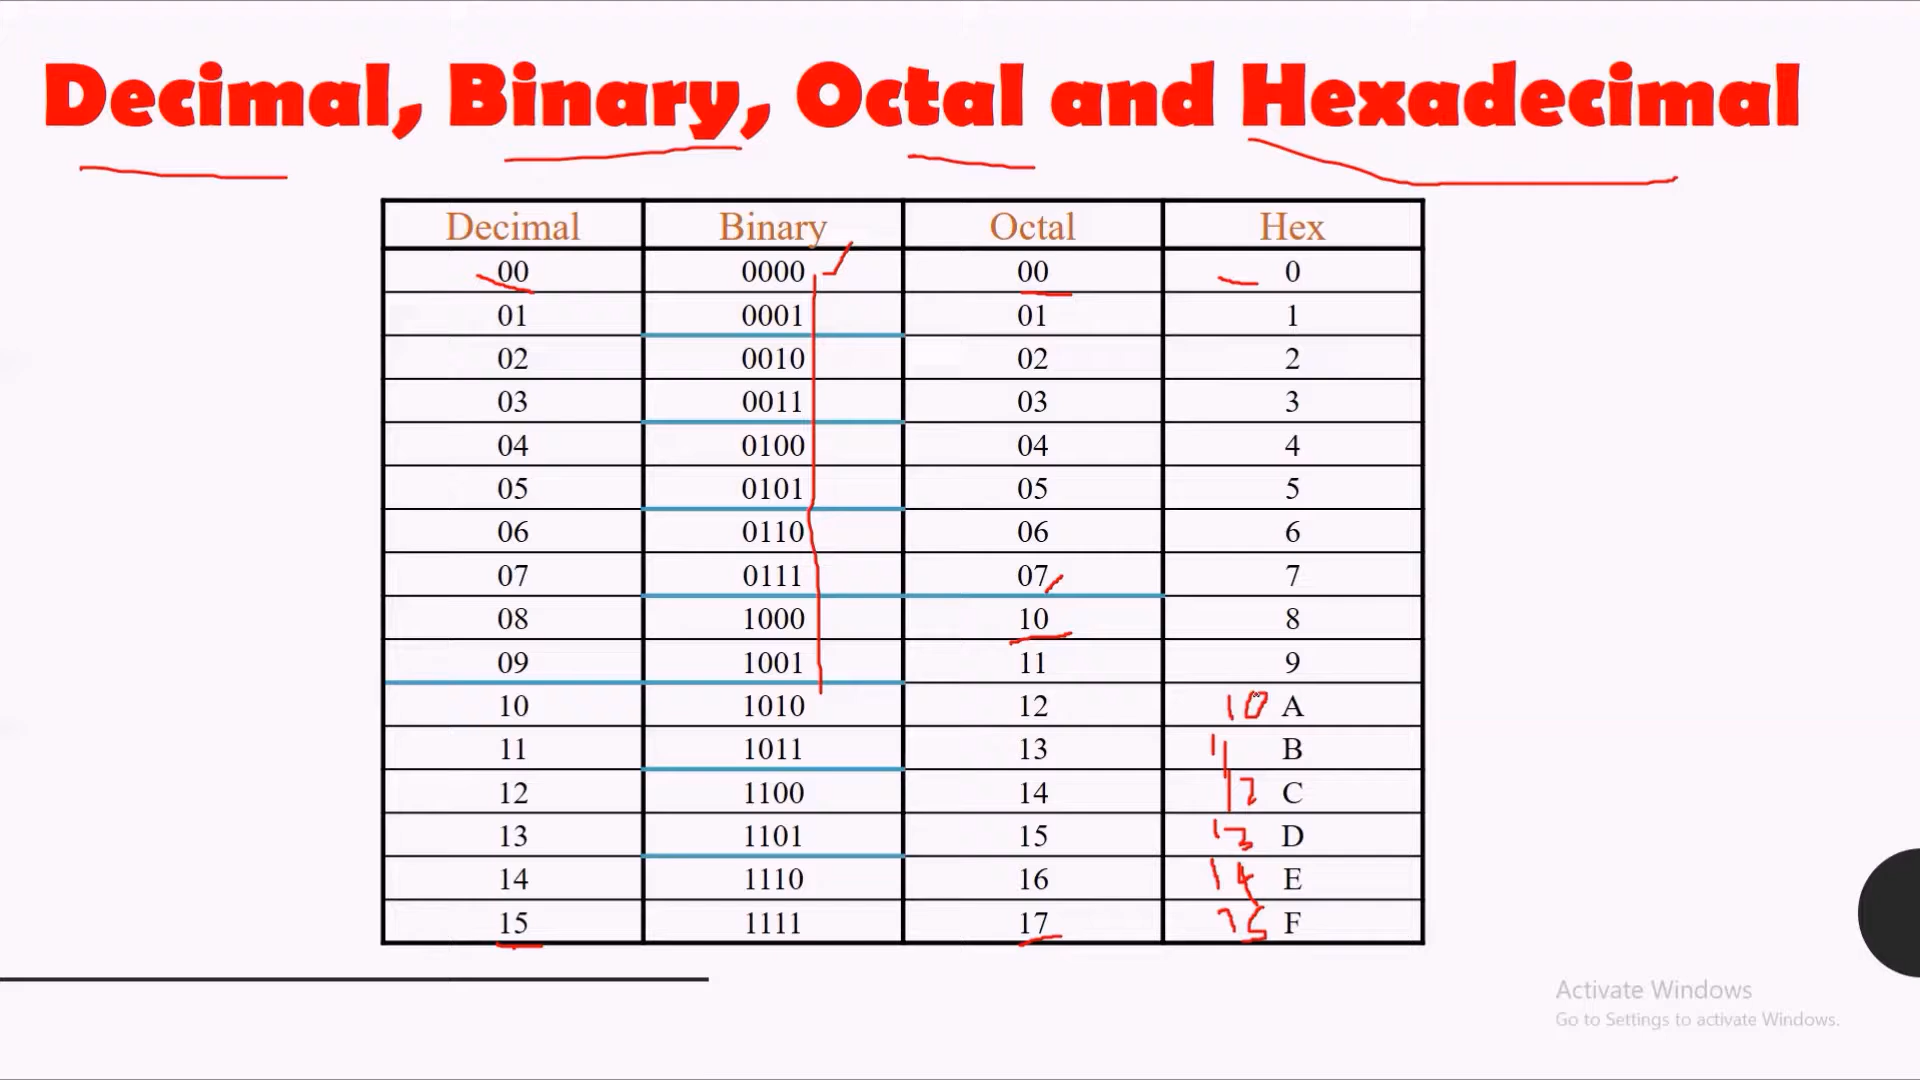 Decimal, Binary, Octal and Hexadecimal
Decimal Binary Octal Hex
00 0000 00 0
01 0001 01 1
02 0010 02 2
03 0011 03 3
04 0100 04 4
05 0101 05 5
06 0110 06 6
07 0111 07 7
08 1000 10 8
09 1001 11 9
10 1010 12 10 A
11 1011 13 11 B
12 1100 14 12 C
13 1101 15 13 D
14 1110 16 14 E
15 1111 17 15 F
Activate Windows
Go to Settings to activate Windows.